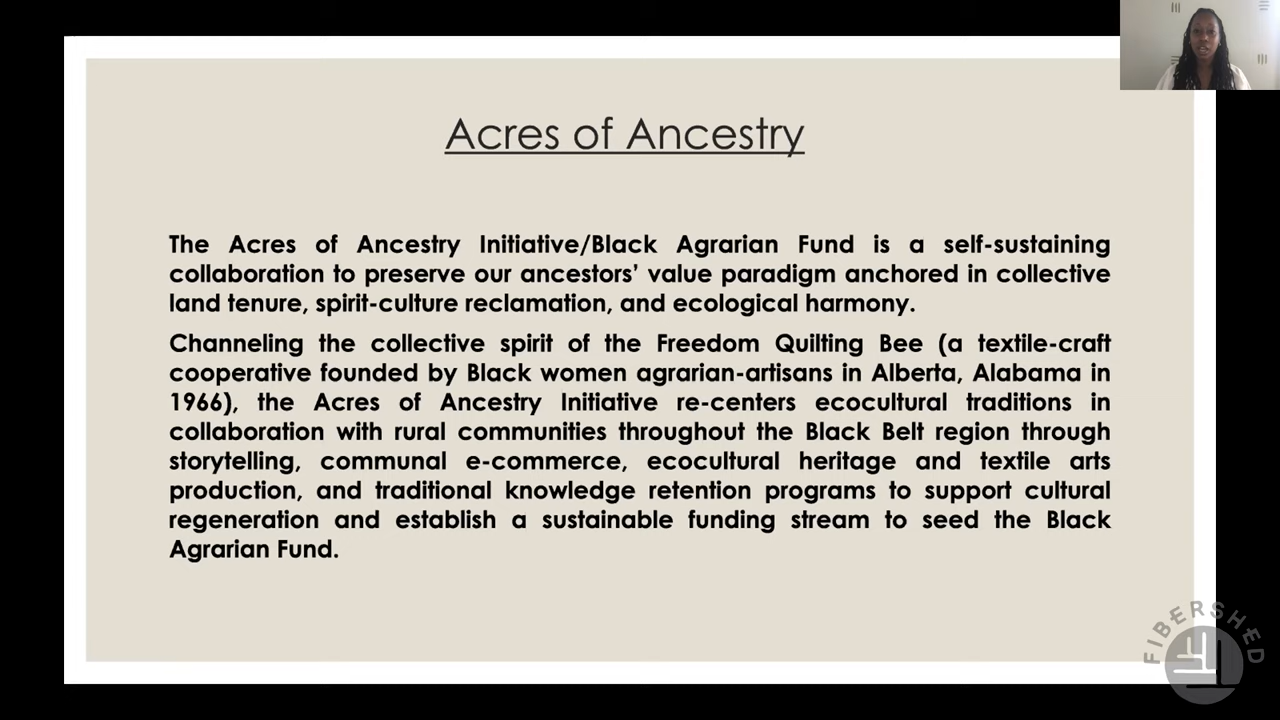 Acres of Ancestry
The Acres of Ancestry Initiative/Black Agrarian Fund is a self-sustaining
collaboration to preserve our ancestors’ value paradigm anchored in collective
land tenure, spirit-culture reclamation, and ecological harmony.
Channeling the collective spirit of the Freedom Quilting Bee (a textile-craft
cooperative founded by Black women agrarian-artisans in Alberta, Alabama in
1966), the Acres of Ancestry Initiative re-centers ecocultural traditions in
collaboration with rural communities throughout the Black Belt region through
storytelling, communal e-commerce, ecocultural heritage and textile arts
production, and traditional knowledge retention programs to support cultural
regeneration and establish a sustainable funding stream to seed the Black
Agrarian Fund.
FIBERSHED